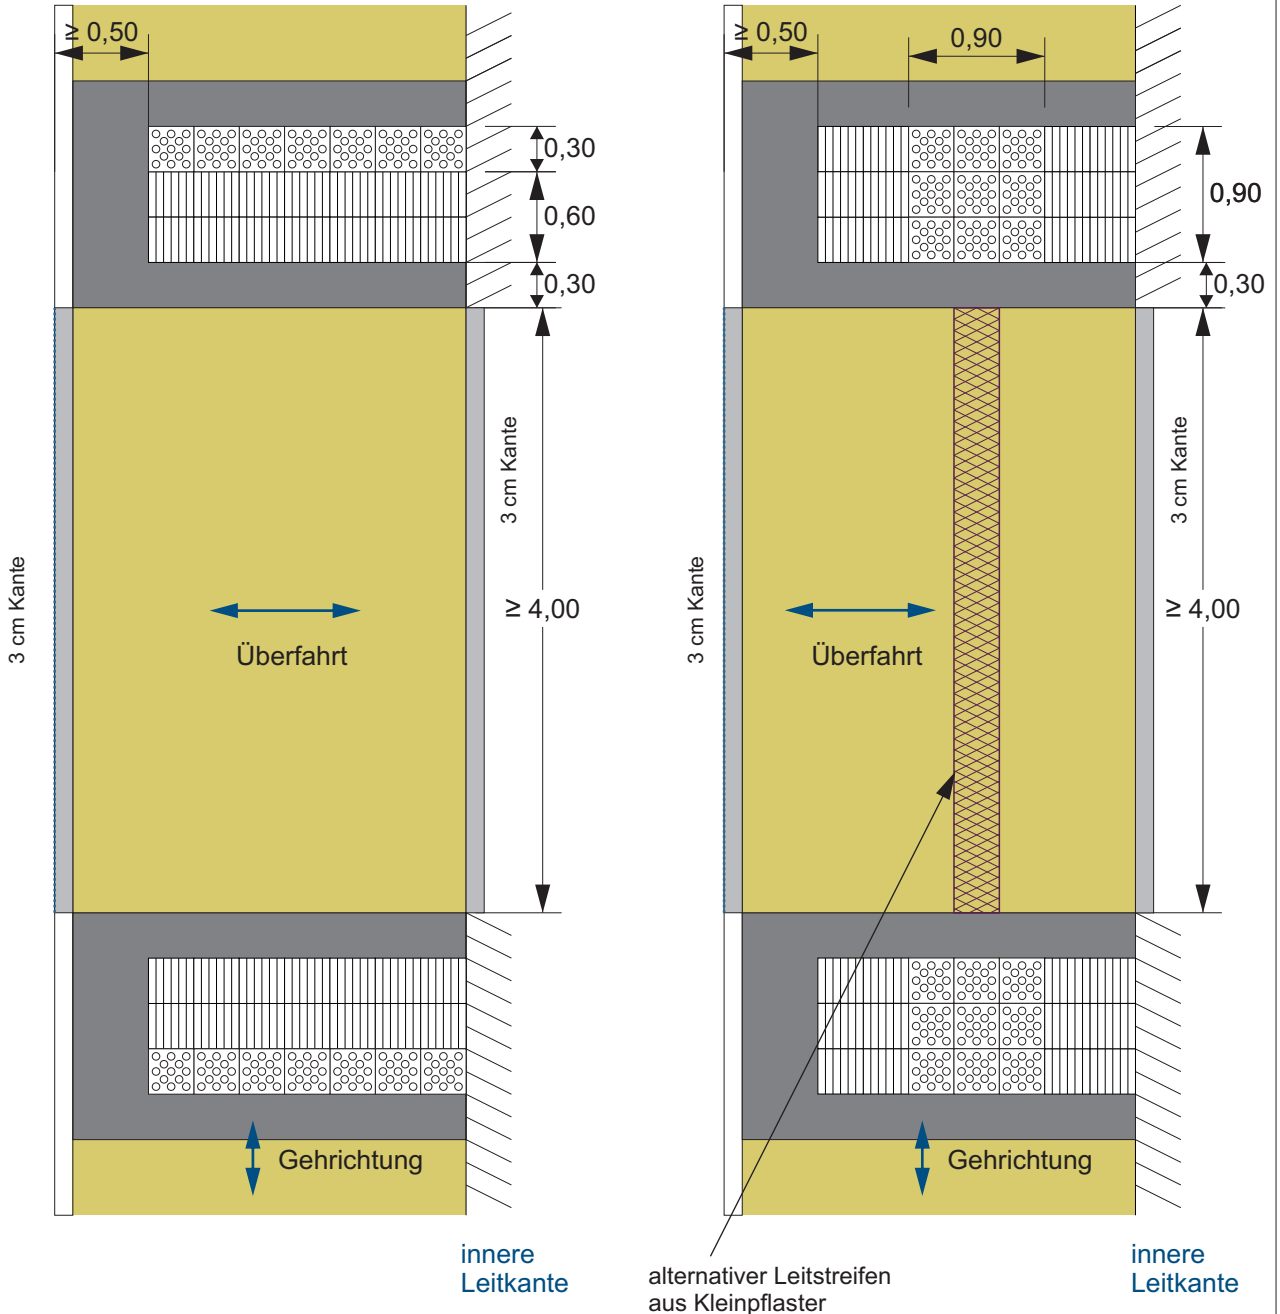 ≥ 0,50
0,30
0,60
0,30
3 cm Kante
3 cm Kante
≥ 4,00
Überfahrt
Gehrichtung
innere
Leitkante
≥ 0,50
0,90
0,90
0,30
3 cm Kante
3 cm Kante
≥ 4,00
Überfahrt
Gehrichtung
innere
Leitkante
alternativer Leitstreifen
aus Kleinpflaster